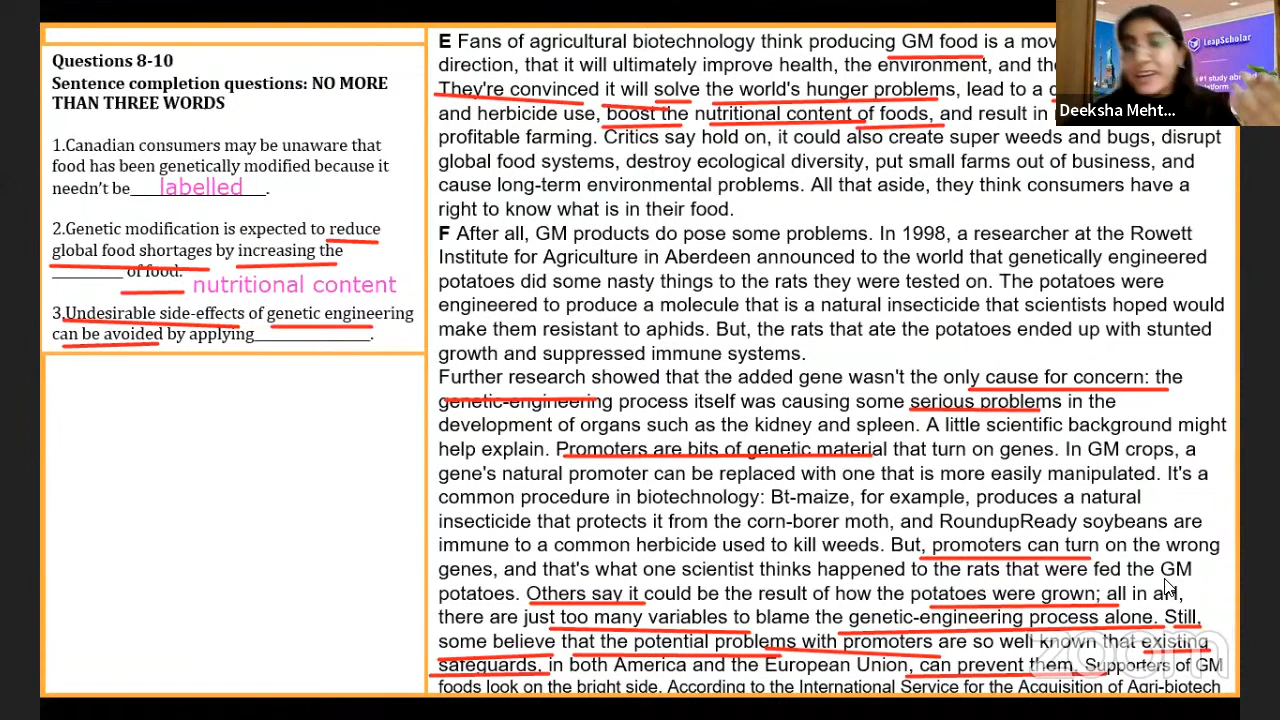 Questions 8-10
Sentence completion questions: NO MORE
THAN THREE WORDS
1.Canadian consumers may be unaware that
food has been genetically modified because it
needn't be___labelled___.
2.Genetic modification is expected to reduce
global food shortages by increasing the
________ of food.
nutritional content
3.Undesirable side-effects of genetic engineering
can be avoided by applying_____________.
E Fans of agricultural biotechnology think producing GM food is a mov
direction, that it will ultimately improve health, the environment, and the
They're convinced it will solve the world's hunger problems, lead to a
and herbicide use, boost the nutritional content of foods, and result in
profitable farming. Critics say hold on, it could also create super weeds and bugs, disrupt
global food systems, destroy ecological diversity, put small farms out of business, and
cause long-term environmental problems. All that aside, they think consumers have a
right to know what is in their food.
F After all, GM products do pose some problems. In 1998, a researcher at the Rowett
Institute for Agriculture in Aberdeen announced to the world that genetically engineered
potatoes did some nasty things to the rats they were tested on. The potatoes were
engineered to produce a molecule that is a natural insecticide that scientists hoped would
make them resistant to aphids. But, the rats that ate the potatoes ended up with stunted
growth and suppressed immune systems.
Further research showed that the added gene wasn't the only cause for concern: the
genetic-engineering process itself was causing some serious problems in the
development of organs such as the kidney and spleen. A little scientific background might
help explain. Promoters are bits of genetic material that turn on genes. In GM crops, a
gene's natural promoter can be replaced with one that is more easily manipulated. It's a
common procedure in biotechnology: Bt-maize, for example, produces a natural
insecticide that protects it from the corn-borer moth, and RoundupReady soybeans are
immune to a common herbicide used to kill weeds. But, promoters can turn on the wrong
genes, and that's what one scientist thinks happened to the rats that were fed the GM
potatoes. Others say it could be the result of how the potatoes were grown; all in all,
there are just too many variables to blame the genetic-engineering process alone. Still,
some believe that the potential problems with promoters are so well known that existing
safeguards, in both America and the European Union, can prevent them. Supporters of GM
foods look on the bright side. According to the International Service for the Acquisition of Agri-biotech
LeapScholar
#1 study abroad
platform
Deeksha Meht...
zoom